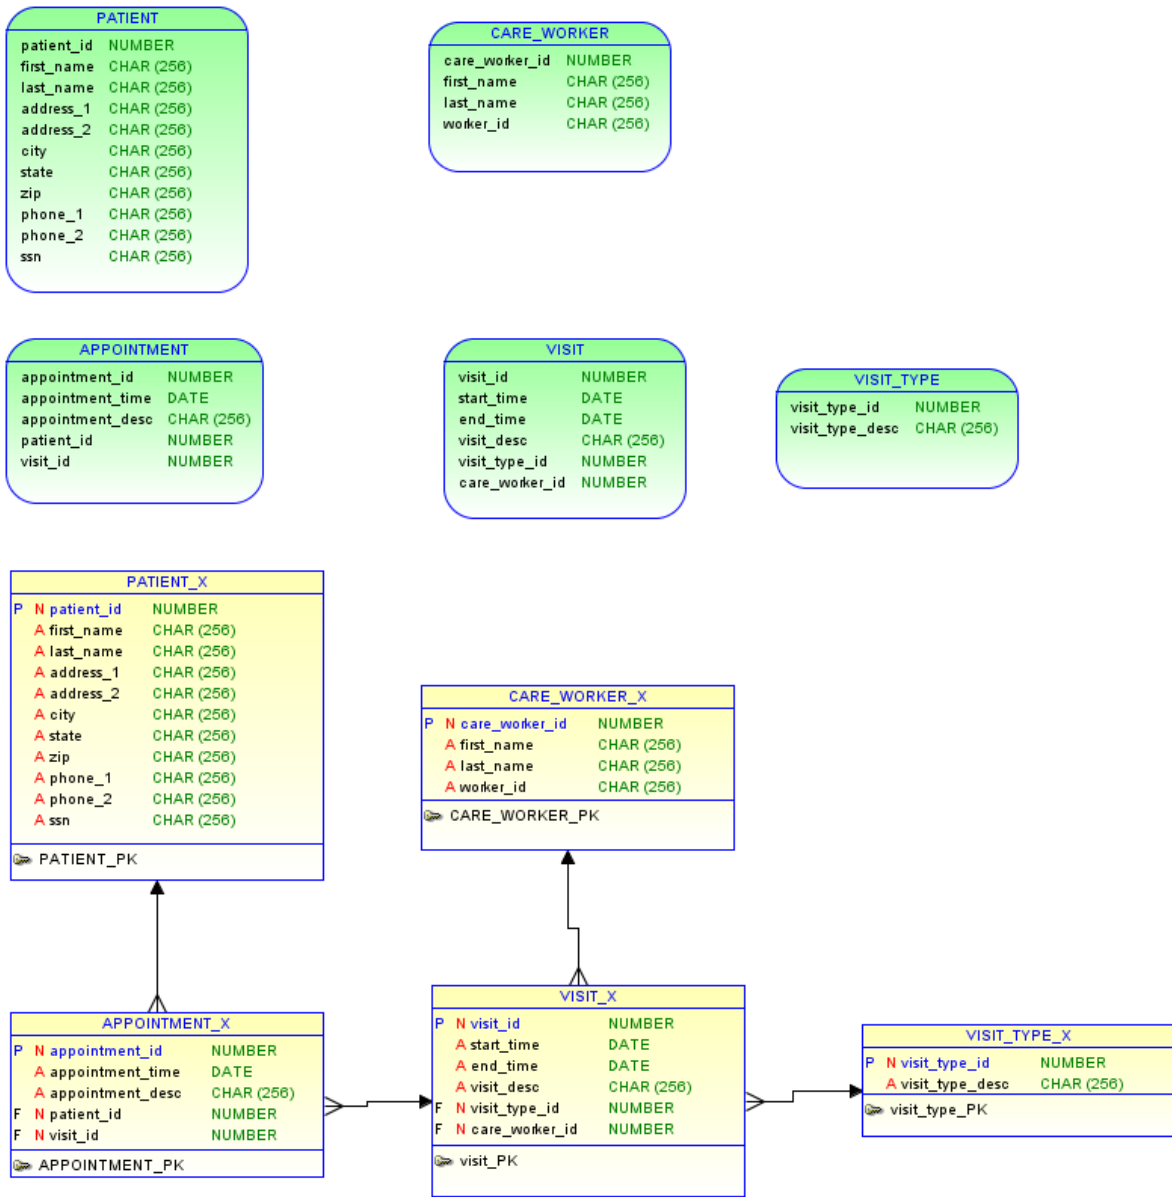 PATIENT
patient_id NUMBER
first_name CHAR (256)
last_name CHAR (256)
address_1 CHAR (256)
address_2 CHAR (256)
city CHAR (256)
state CHAR (256)
zip CHAR (256)
phone_1 CHAR (256)
phone_2 CHAR (256)
ssn CHAR (256)
CARE_WORKER
care_worker_id NUMBER
first_name CHAR (256)
last_name CHAR (256)
worker_id CHAR (256)
APPOINTMENT
appointment_id NUMBER
appointment_time DATE
appointment_desc CHAR (256)
patient_id NUMBER
visit_id NUMBER
VISIT
visit_id NUMBER
start_time DATE
end_time DATE
visit_desc CHAR (256)
visit_type_id NUMBER
care_worker_id NUMBER
VISIT_TYPE
visit_type_id NUMBER
visit_type_desc CHAR (256)
PATIENT_X
P N patient_id NUMBER
A first_name CHAR (256)
A last_name CHAR (256)
A address_1 CHAR (256)
A address_2 CHAR (256)
A city CHAR (256)
A state CHAR (256)
A zip CHAR (256)
A phone_1 CHAR (256)
A phone_2 CHAR (256)
A ssn CHAR (256)
PATIENT_PK
CARE_WORKER_X
P N care_worker_id NUMBER
A first_name CHAR (256)
A last_name CHAR (256)
A worker_id CHAR (256)
CARE_WORKER_PK
APPOINTMENT_X
P N appointment_id NUMBER
A appointment_time DATE
A appointment_desc CHAR (256)
F N patient_id NUMBER
F N visit_id NUMBER
APPOINTMENT_PK
VISIT_X
P N visit_id NUMBER
A start_time DATE
A end_time DATE
A visit_desc CHAR (256)
F N visit_type_id NUMBER
F N care_worker_id NUMBER
visit_PK
VISIT_TYPE_X
P N visit_type_id NUMBER
A visit_type_desc CHAR (256)
visit_type_PK